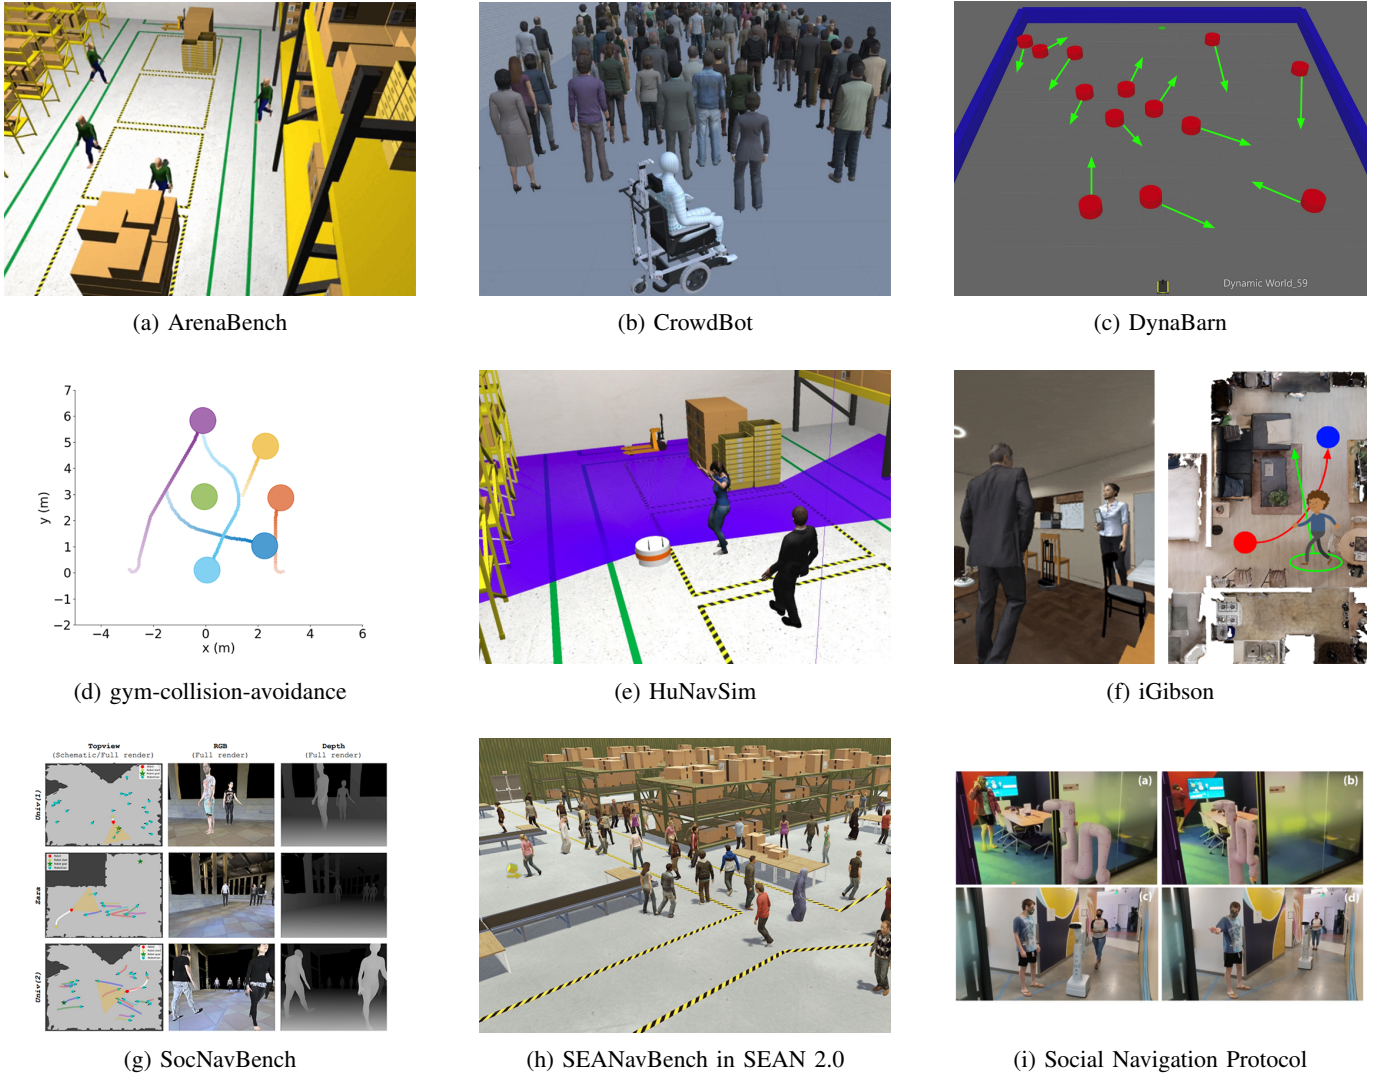 (a) ArenaBench
(b) CrowdBot
Dynamic World_59
(c) DynaBarn
7
6
5
4
3
2
1
0
−1
−2
y (m)
−4
−2
0
2
4
6
x (m)
(d) gym-collision-avoidance
(e) HuNavSim
(f) iGibson
Topview
(Schematic/Full render)
RGB
(Full render)
Depth
(Full render)
Univ(1)
Zara
Univ(2)
(g) SocNavBench
(h) SEANavBench in SEAN 2.0
(a)
(b)
(c)
(d)
(i) Social Navigation Protocol